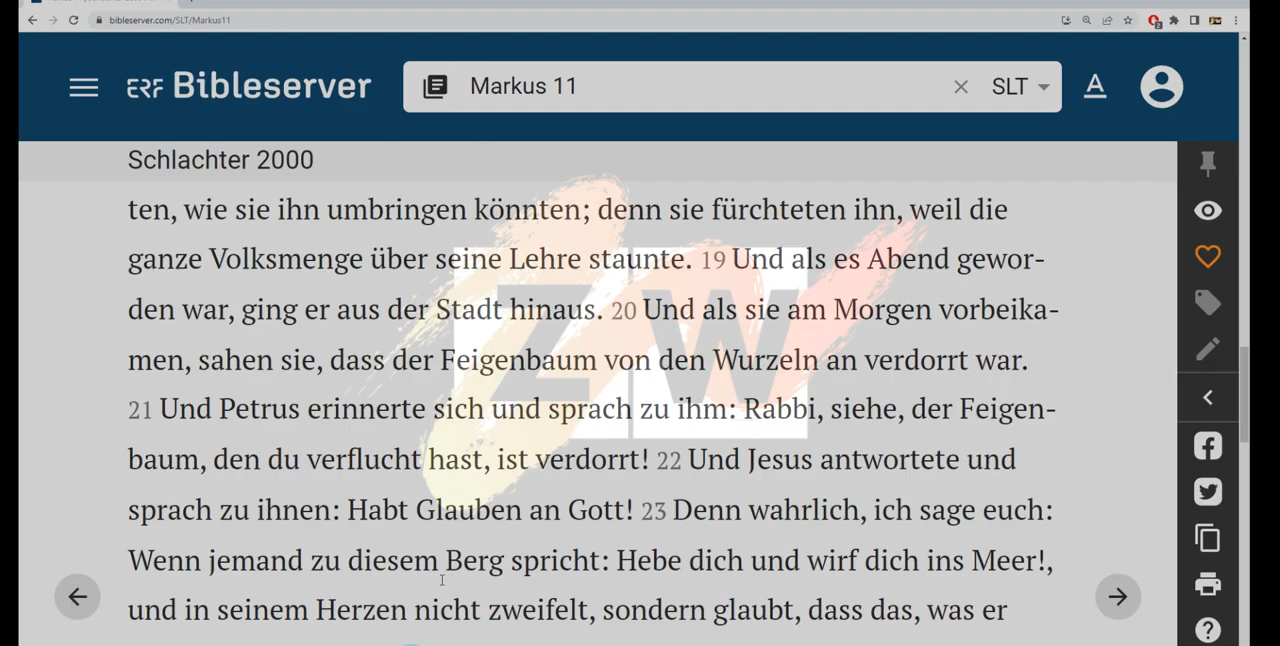 bibleserver.com/SLT/Markus11
ERF Bibleserver
Markus 11
SLT
A
Schlachter 2000
ten, wie sie ihn umbringen könnten; denn sie fürchteten ihn, weil die
ganze Volksmenge über seine Lehre staunte. 19 Und als es Abend gewor-
den war, ging er aus der Stadt hinaus. 20 Und als sie am Morgen vorbeika-
men, sahen sie, dass der Feigenbaum von den Wurzeln an verdorrt war.
21 Und Petrus erinnerte sich und sprach zu ihm: Rabbi, siehe, der Feigen-
baum, den du verflucht hast, ist verdorrt! 22 Und Jesus antwortete und
sprach zu ihnen: Habt Glauben an Gott! 23 Denn wahrlich, ich sage euch:
Wenn jemand zu diesem Berg spricht: Hebe dich und wirf dich ins Meer!,
und in seinem Herzen nicht zweifelt, sondern glaubt, dass das, was er
ZW